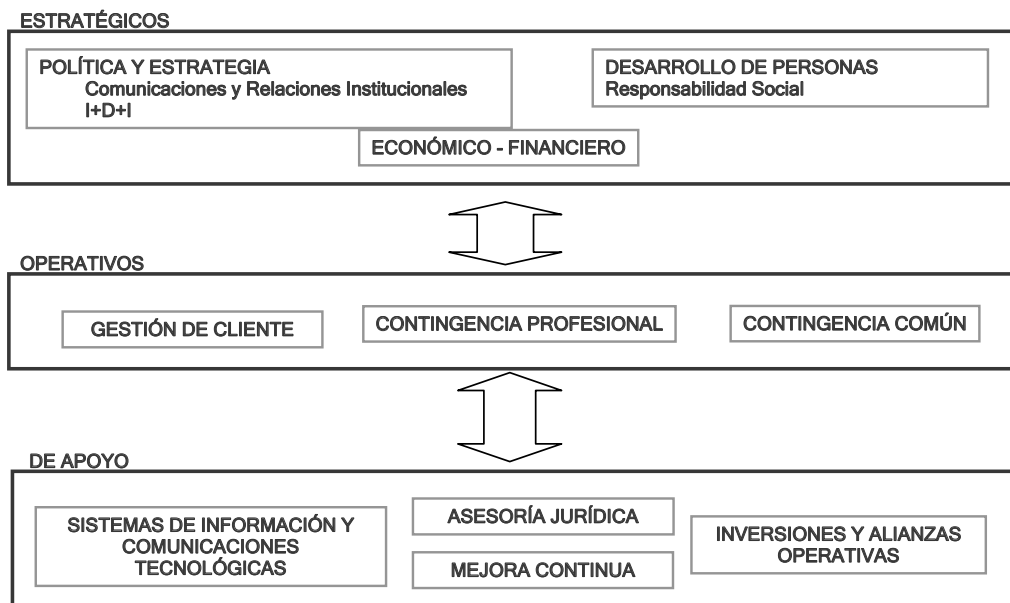 ESTRATÉGICOS
POLÍTICA Y ESTRATEGIA
Comunicaciones y Relaciones Institucionales
I+D+I
DESARROLLO DE PERSONAS
Responsabilidad Social
ECONÓMICO - FINANCIERO
OPERATIVOS
GESTIÓN DE CLIENTE
CONTINGENCIA PROFESIONAL
CONTINGENCIA COMÚN
DE APOYO
SISTEMAS DE INFORMACIÓN Y
COMUNICACIONES
TECNOLÓGICAS
ASESORÍA JURÍDICA
MEJORA CONTINUA
INVERSIONES Y ALIANZAS
OPERATIVAS